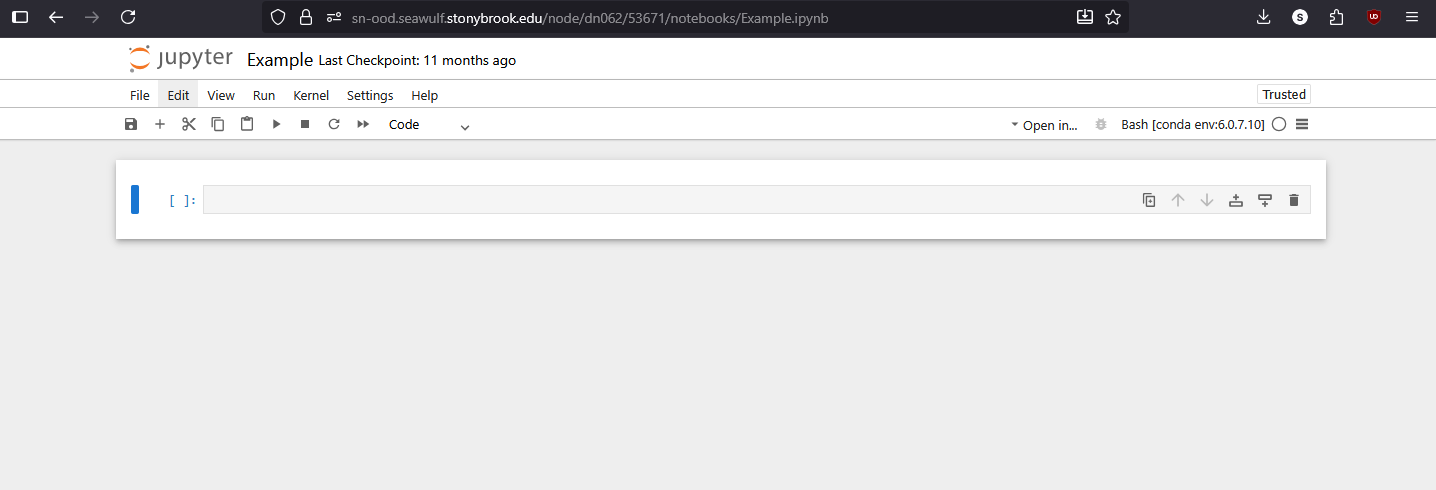 sn-ood.seawulf.stonybrook.edu/node/dn062/53671/notebooks/Example.ipynb
S
jupyter Example Last Checkpoint: 11 months ago
File Edit View Run Kernel Settings Help Trusted
Code Open in... Bash [conda env:6.0.7.10]
[ ]: